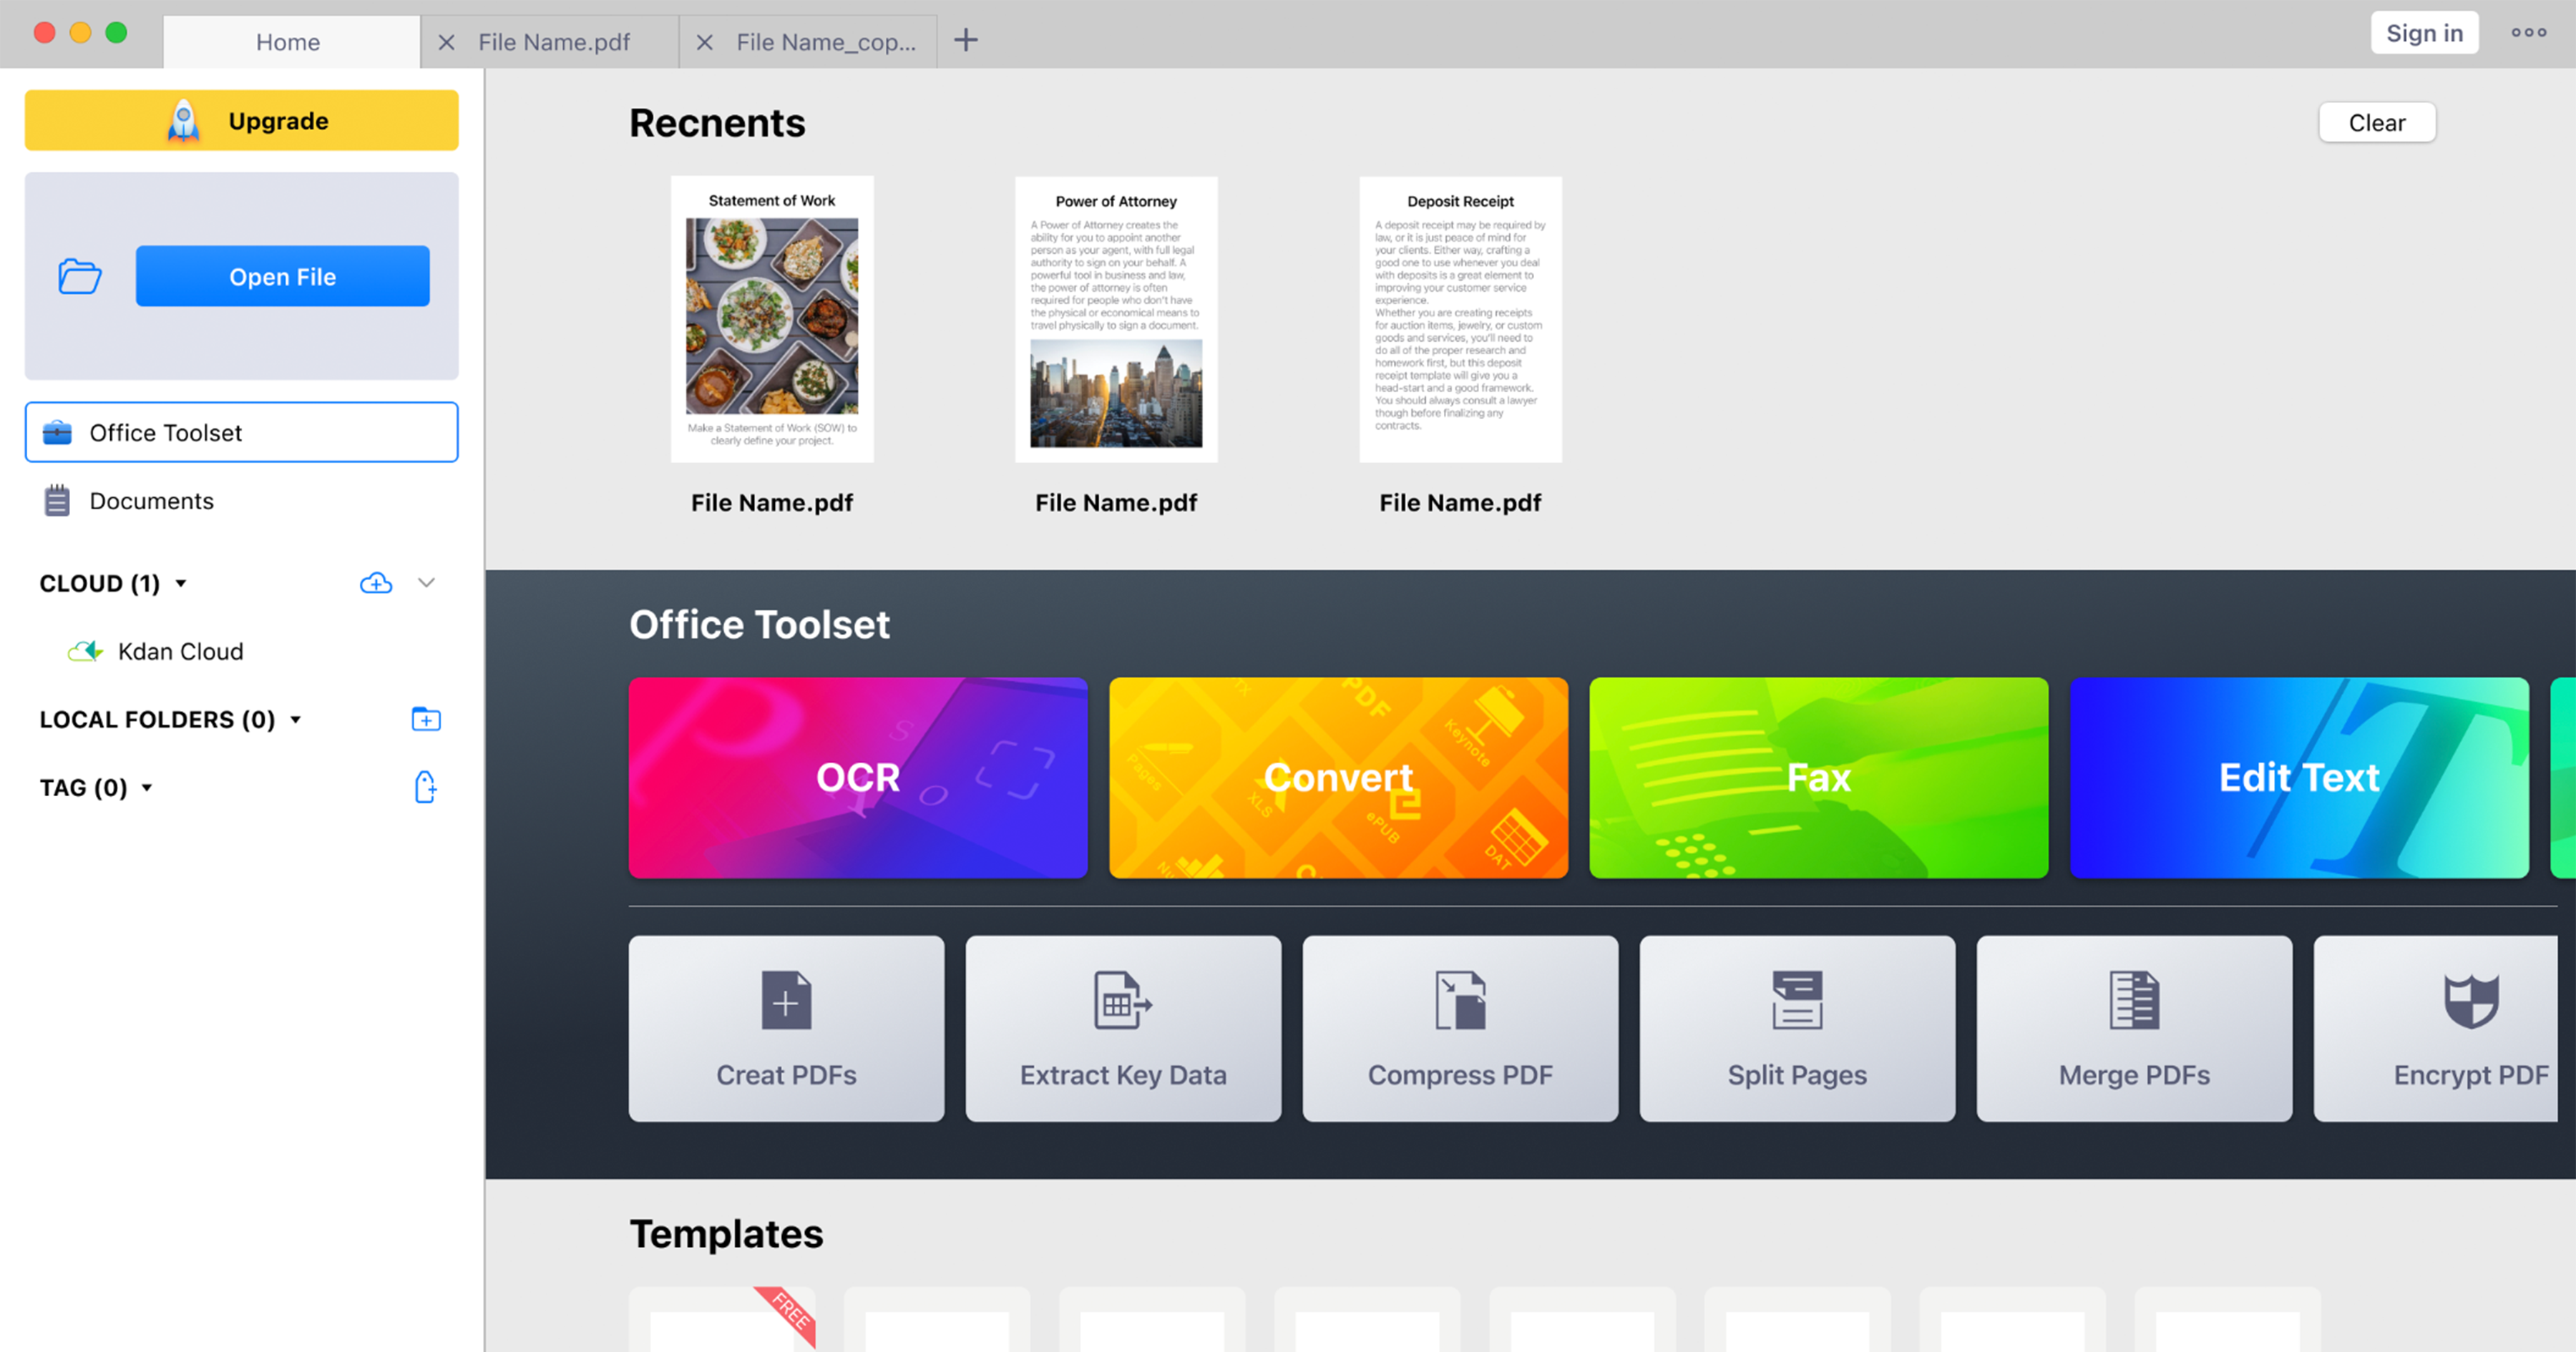 Home
File Name.pdf
File Name_cop...
Sign in
Upgrade
Open File
Office Toolset
Documents
CLOUD (1)
Kdan Cloud
LOCAL FOLDERS (0)
TAG (0)
Recnents
Clear
Statement of Work
Make a Statement of Work (SOW) to
clearly define your project.
File Name.pdf
Power of Attorney
A Power of Attorney creates the
ability for you to appoint another
person as your agent, with full legal
authority to sign on your behalf. A
powerful tool in business and law,
the power of attorney is often
required for people who don't have
the physical or economical means to
travel physically to sign a document.
File Name.pdf
Deposit Receipt
A deposit receipt may be required by
law, or it is just peace of mind for
your clients. Either way, crafting a
good one to use whenever you deal
with deposits is a great element to
improving your customer service
experience.
Whether you are creating receipts
for auction items, jewelry, or custom
goods and services, you'll need to
do all of the proper research and
homework first, but this deposit
receipt template will give you a
head-start and a good framework.
You should always consult a lawyer
though before finalizing any
contracts.
File Name.pdf
Office Toolset
P
S
A
O
OCR
TX
PDF
Keynote
Pages
XLS
ePUB
DAT
Convert
Fax
Edit Text
T
Creat PDFs
Extract Key Data
Compress PDF
Split Pages
Merge PDFs
Encrypt PDF
Templates
FREE